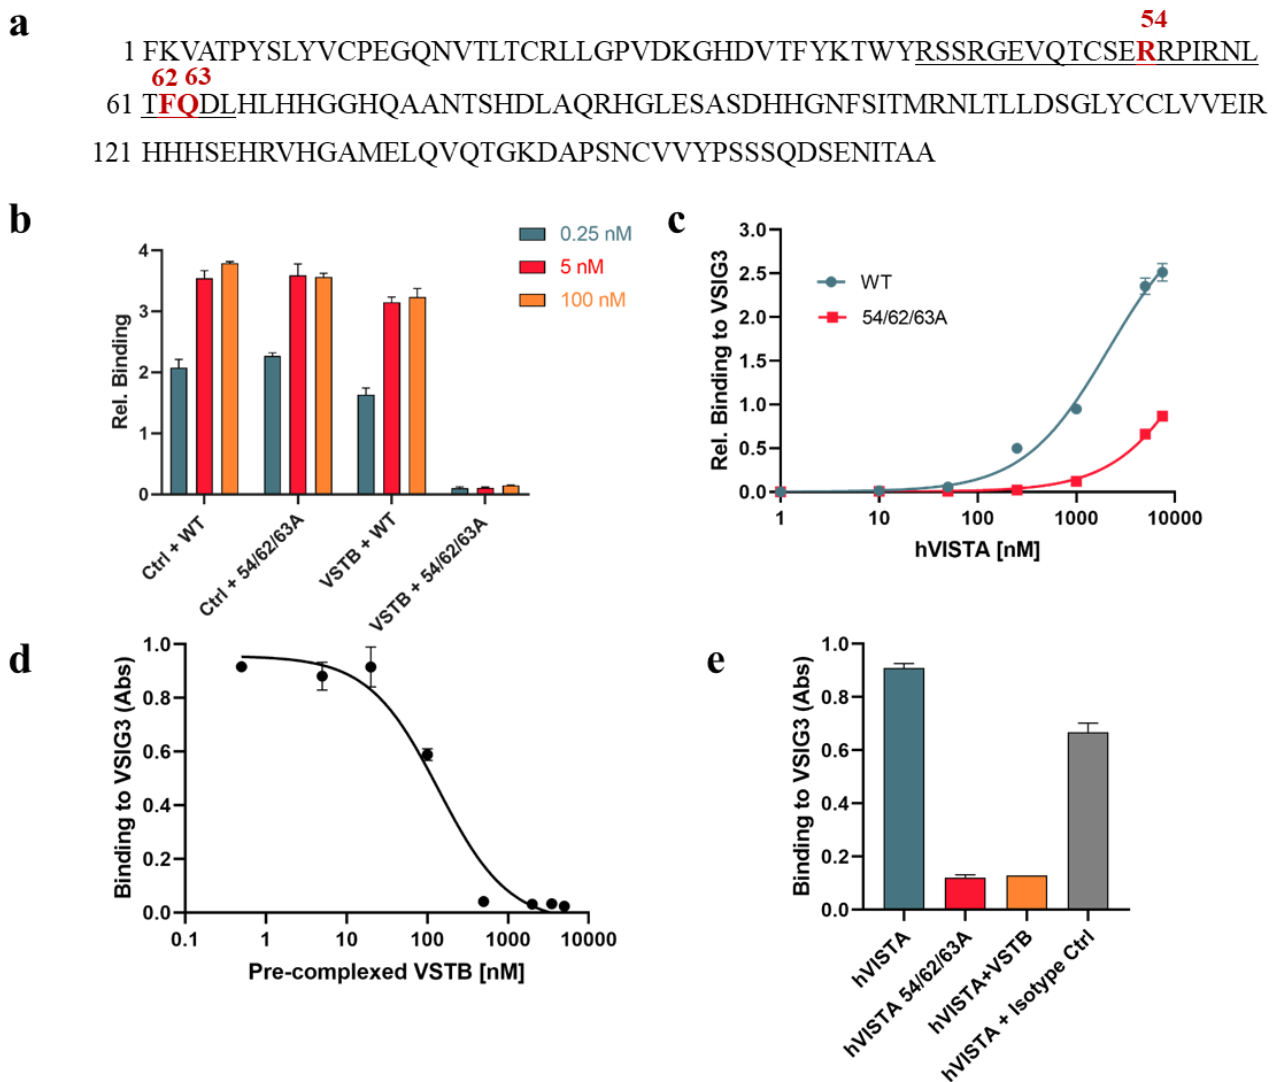 a
54
1 FKVATPYSLYVCPEGQNVTLTCRLLGPVDKGHDVTFYKTWYRSSRGEVQTCSERRPIRNL
62 63
61 TFQDLHLHHGGHQAANTSHDLAQRHGLESASDHHGNFSITMRNLTLLDSGLYCCLVVEIR
121 HHHSEHRVHGAMELQVQTGKDAPSNCVVYPSSSQDSENITAA
b
0.25 nM
5 nM
100 nM
Rel. Binding
4
3
2
1
0
Ctrl + WT
Ctrl + 54/62/63A
VSTB + WT
VSTB + 54/62/63A
c
WT
54/62/63A
Rel. Binding to VSIG3
3.0
2.5
2.0
1.5
1.0
0.5
0.0
1 10 100 1000 10000
hVISTA [nM]
d
Binding to VSIG3 (Abs)
1.0
0.8
0.6
0.4
0.2
0.0
0.1 1 10 100 1000 10000
Pre-complexed VSTB [nM]
e
Binding to VSIG3 (Abs)
1.0
0.8
0.6
0.4
0.2
0.0
hVISTA
hVISTA 54/62/63A
hVISTA+VSTB
hVISTA + Isotype Ctrl